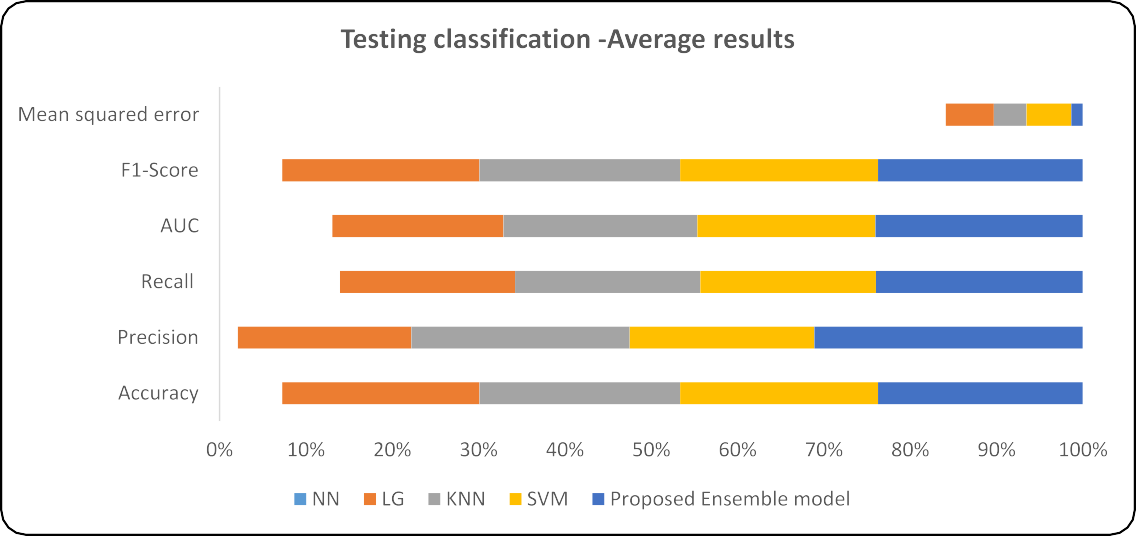 Testing classification -Average results
Mean squared error
F1-Score
AUC
Recall
Precision
Accuracy
0% 10% 20% 30% 40% 50% 60% 70% 80% 90% 100%
NN LG KNN SVM Proposed Ensemble model